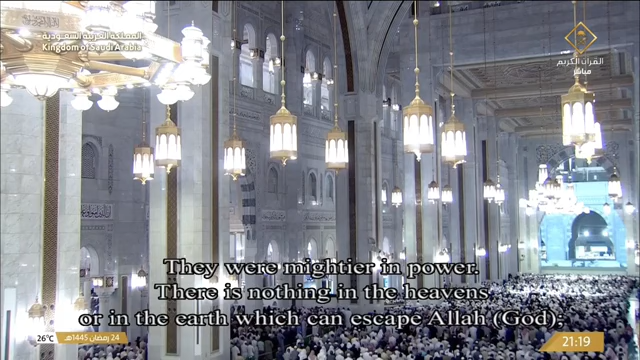 المملكة العربية السعودية
Kingdom of Saudi Arabia
القرآن الكريم
مباشر
They were mightier in power.
There is nothing in the heavens
or in the earth which can escape Allah (God);
26°C
24 رمضان 1445هـ
21:19